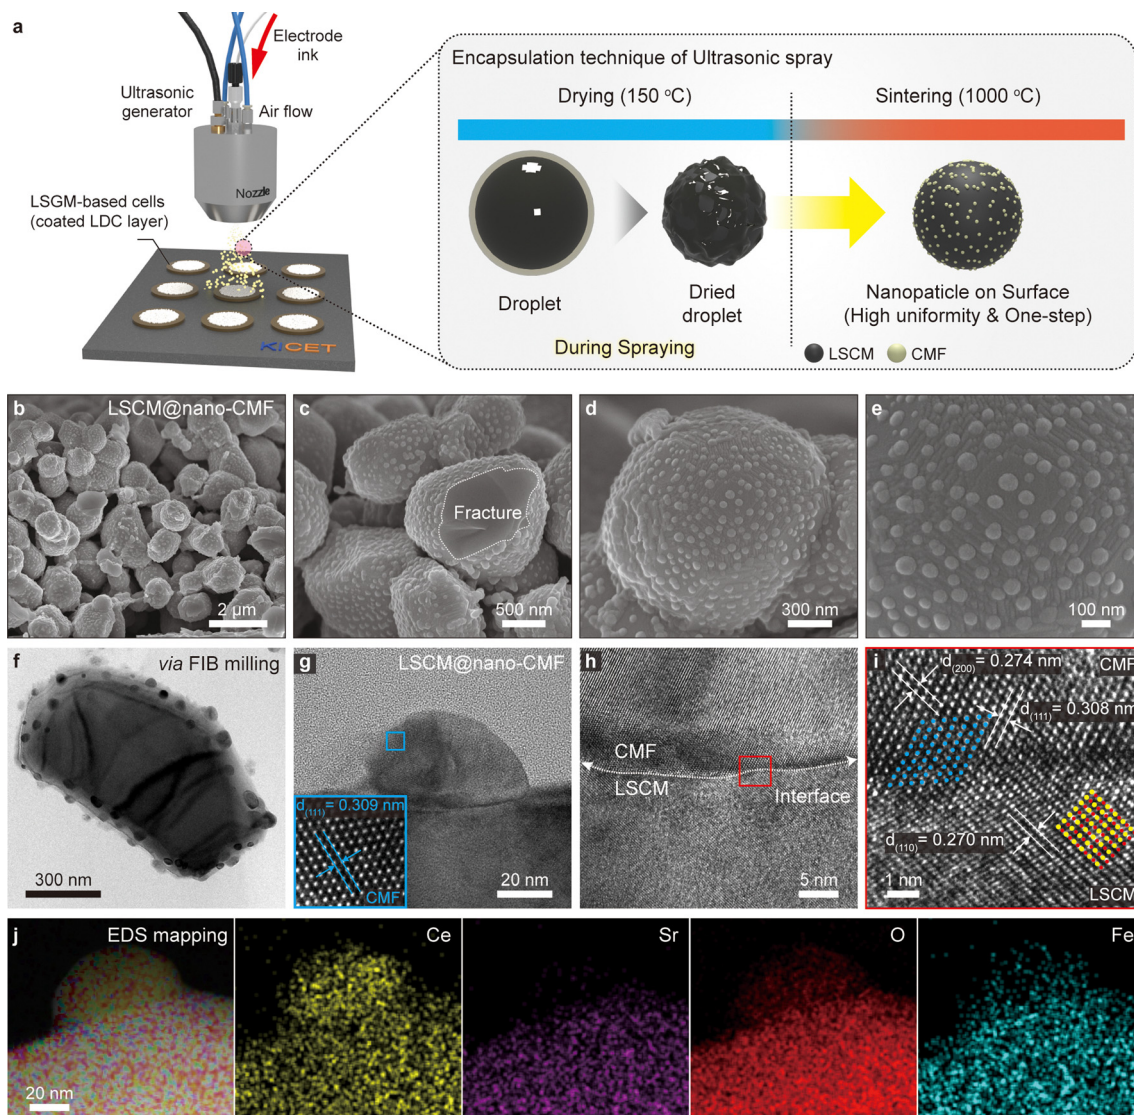 a
Electrode
ink
Ultrasonic
generator
Air flow
Nozzle
LSGM-based cells
(coated LDC layer)
KICET
Encapsulation technique of Ultrasonic spray
Drying (150 °C)
Sintering (1000 °C)
Droplet
Dried
droplet
Nanopaticle on Surface
(High uniformity & One-step)
During Spraying
LSCM
CMF
b
LSCM@nano-CMF
2 µm
c
Fracture
500 nm
d
300 nm
e
100 nm
f
via FIB milling
300 nm
g
LSCM@nano-CMF
d(111) = 0.309 nm
CMF
20 nm
h
CMF
LSCM
Interface
5 nm
i
d(200) = 0.274 nm
CMF
d(111) = 0.308 nm
d(110) = 0.270 nm
1 nm
LSCM
j
EDS mapping
20 nm
Ce
Sr
O
Fe